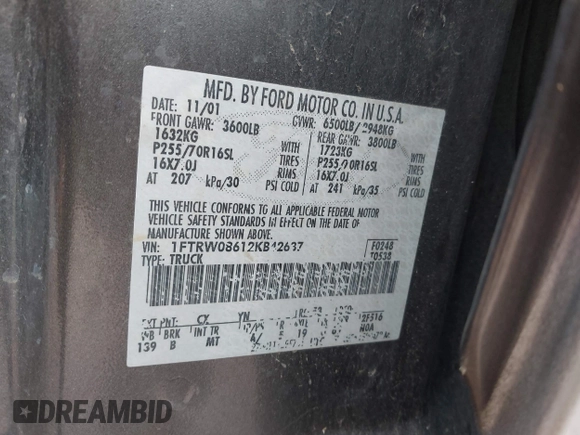 MFD. BY FORD MOTOR CO. IN U.S.A.
DATE: 11/01 GVWR: 6500LB/ 2948KG
FRONT GAWR: 3600LB REAR GAWR: 3800LB
1632KG WITH 1723KG WITH
P255/70R16SL TIRES P255/70R16SL TIRES
16X7.0J RIMS 16X7.0J RIMS
AT 207 kPa/30 PSI COLD AT 241 kPa/35 PSI COLD
THIS VEHICLE CONFORMS TO ALL APPLICABLE FEDERAL MOTOR
VEHICLE SAFETY STANDARDS IN EFFECT ON THE DATE OF
MANUFACTURE SHOWN ABOVE.
VIN: 1FTRW08612KB42637 F0248
TYPE: TRUCK T0538
EXT PNT: CX YN
WB BRK INT TR
139 B MT 19
DREAMBID